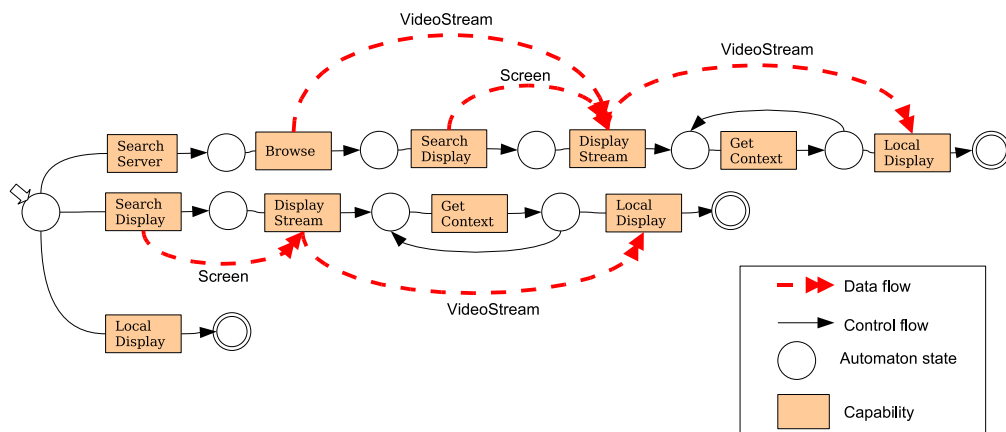 VideoStream
VideoStream
Screen
Search
Server
Browse
Search
Display
Display
Stream
Get
Context
Local
Display
Search
Display
Display
Stream
Get
Context
Local
Display
Screen
VideoStream
Local
Display
Data flow
Control flow
Automaton state
Capability